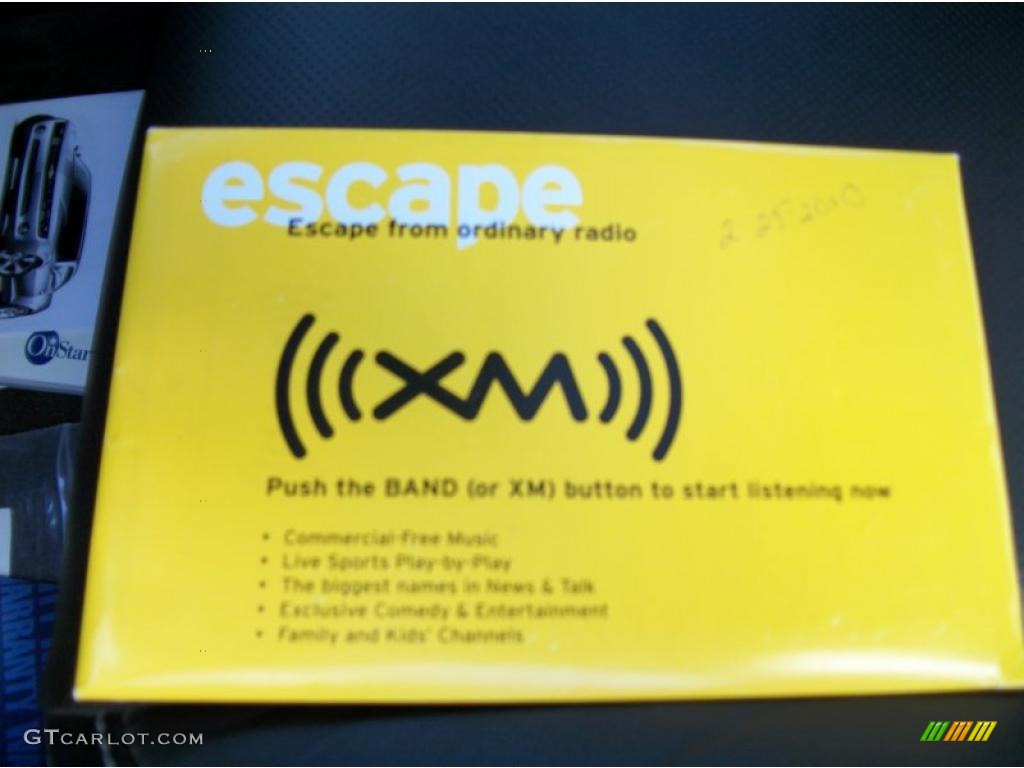 escape
Escape from ordinary radio
2 25 2010
OnStar
XM
Push the BAND (or XM) button to start listening now
• Commercial-Free Music
• Live Sports Play-by-Play
• The biggest names in News & Talk
• Exclusive Comedy & Entertainment
• Family and Kids' Channels
GTCARLOT.COM